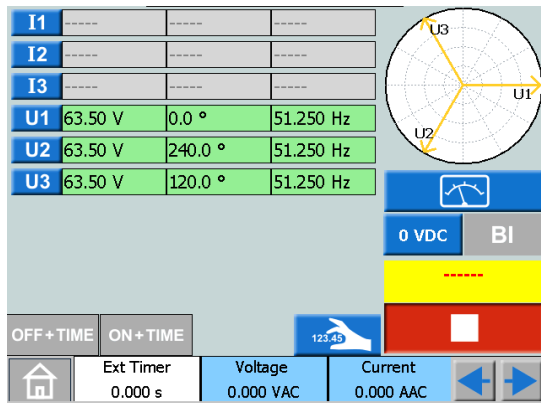 I1 ----- ----- -----
I2 ----- ----- -----
I3 ----- ----- -----
U1 63.50 V 0.0 ° 51.250 Hz
U2 63.50 V 240.0 ° 51.250 Hz
U3 63.50 V 120.0 ° 51.250 Hz
U3
U1
U2
0 VDC BI
------
OFF+TIME ON+TIME 123.45
Ext Timer Voltage Current
0.000 s 0.000 VAC 0.000 AAC